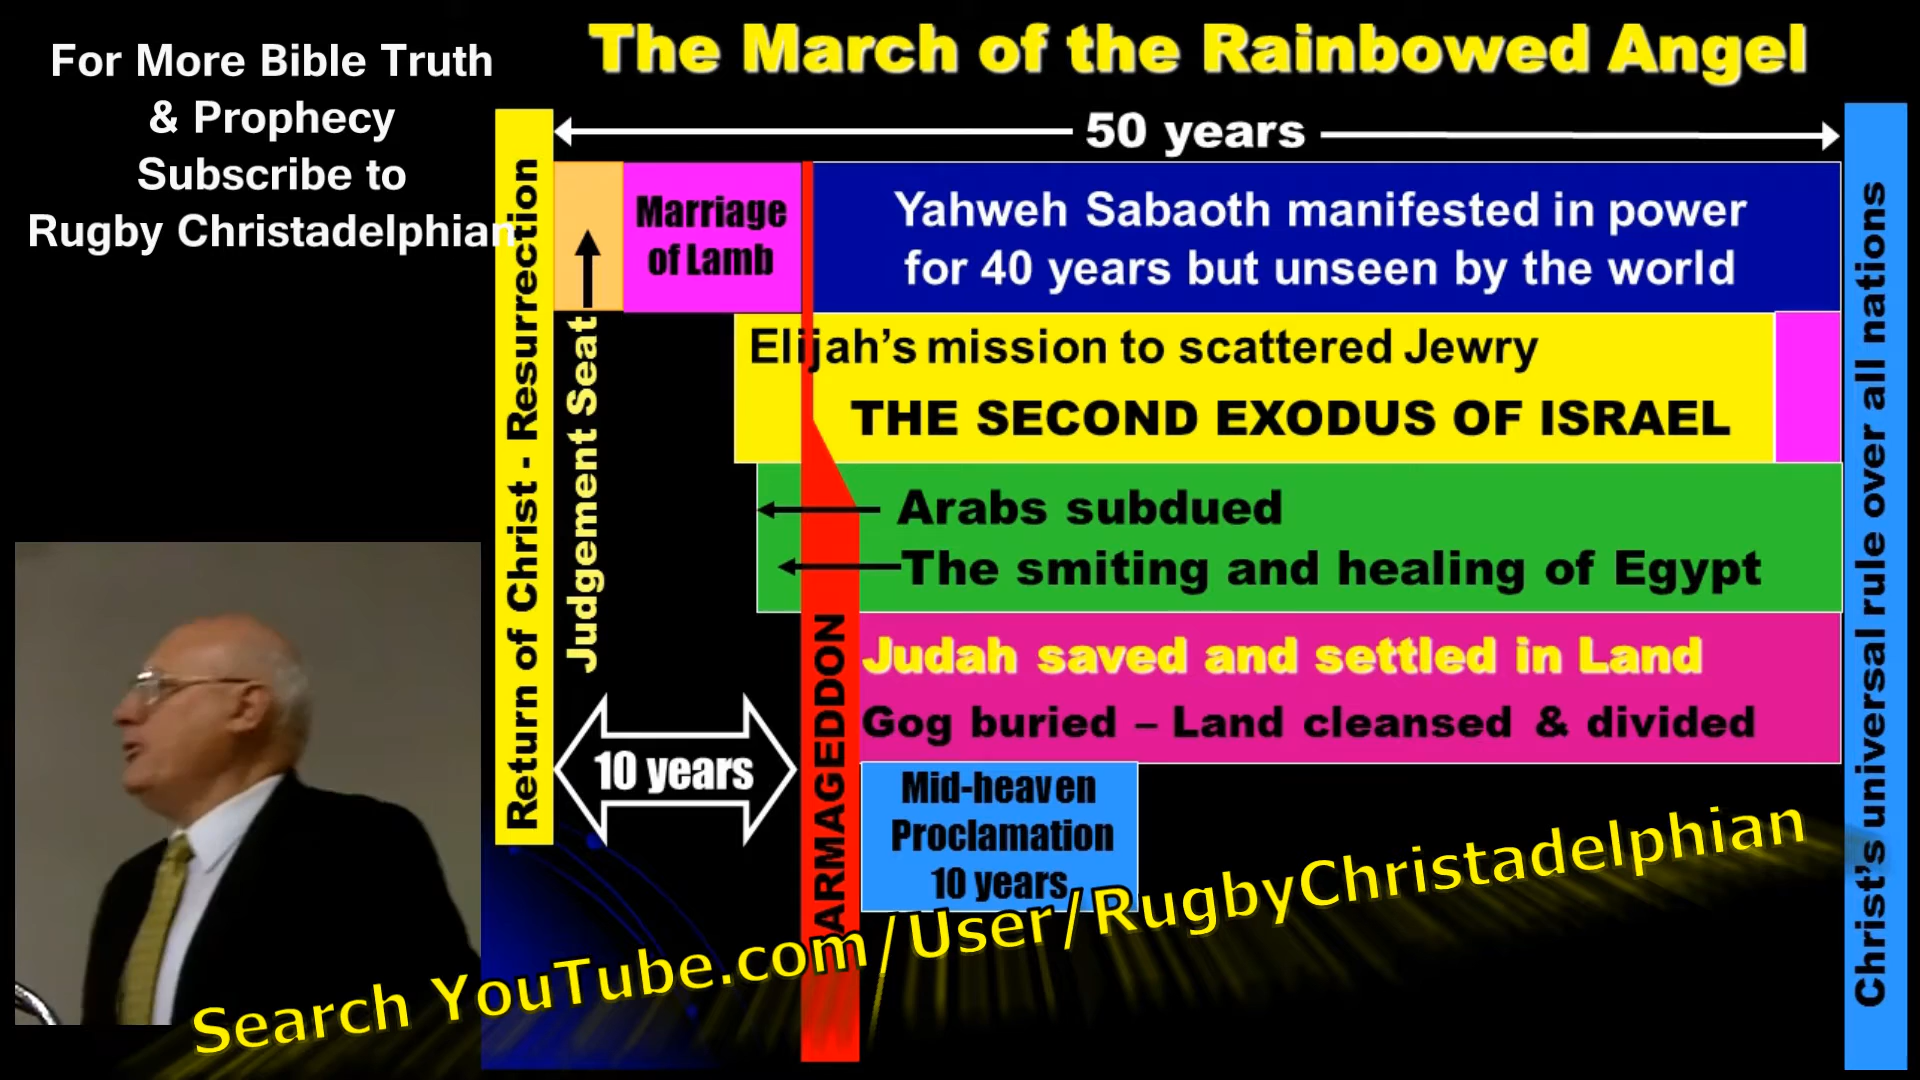 For More Bible Truth
& Prophecy
Subscribe to
Rugby Christadelphian
The March of the Rainbowed Angel
50 years
Return of Christ - Resurrection
Judgement Seat
Marriage
of Lamb
Yahweh Sabaoth manifested in power
for 40 years but unseen by the world
Elijah's mission to scattered Jewry
THE SECOND EXODUS OF ISRAEL
Arabs subdued
The smiting and healing of Egypt
ARMAGEDDON
Judah saved and settled in Land
Gog buried – Land cleansed & divided
10 years
Mid-heaven
Proclamation
10 years
Christ's universal rule over all nations
Search YouTube.com/User/RugbyChristadelphian